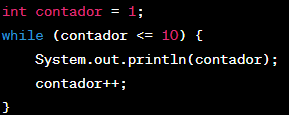 int contador = 1;
while (contador <= 10) {
    System.out.println(contador);
    contador++;
}